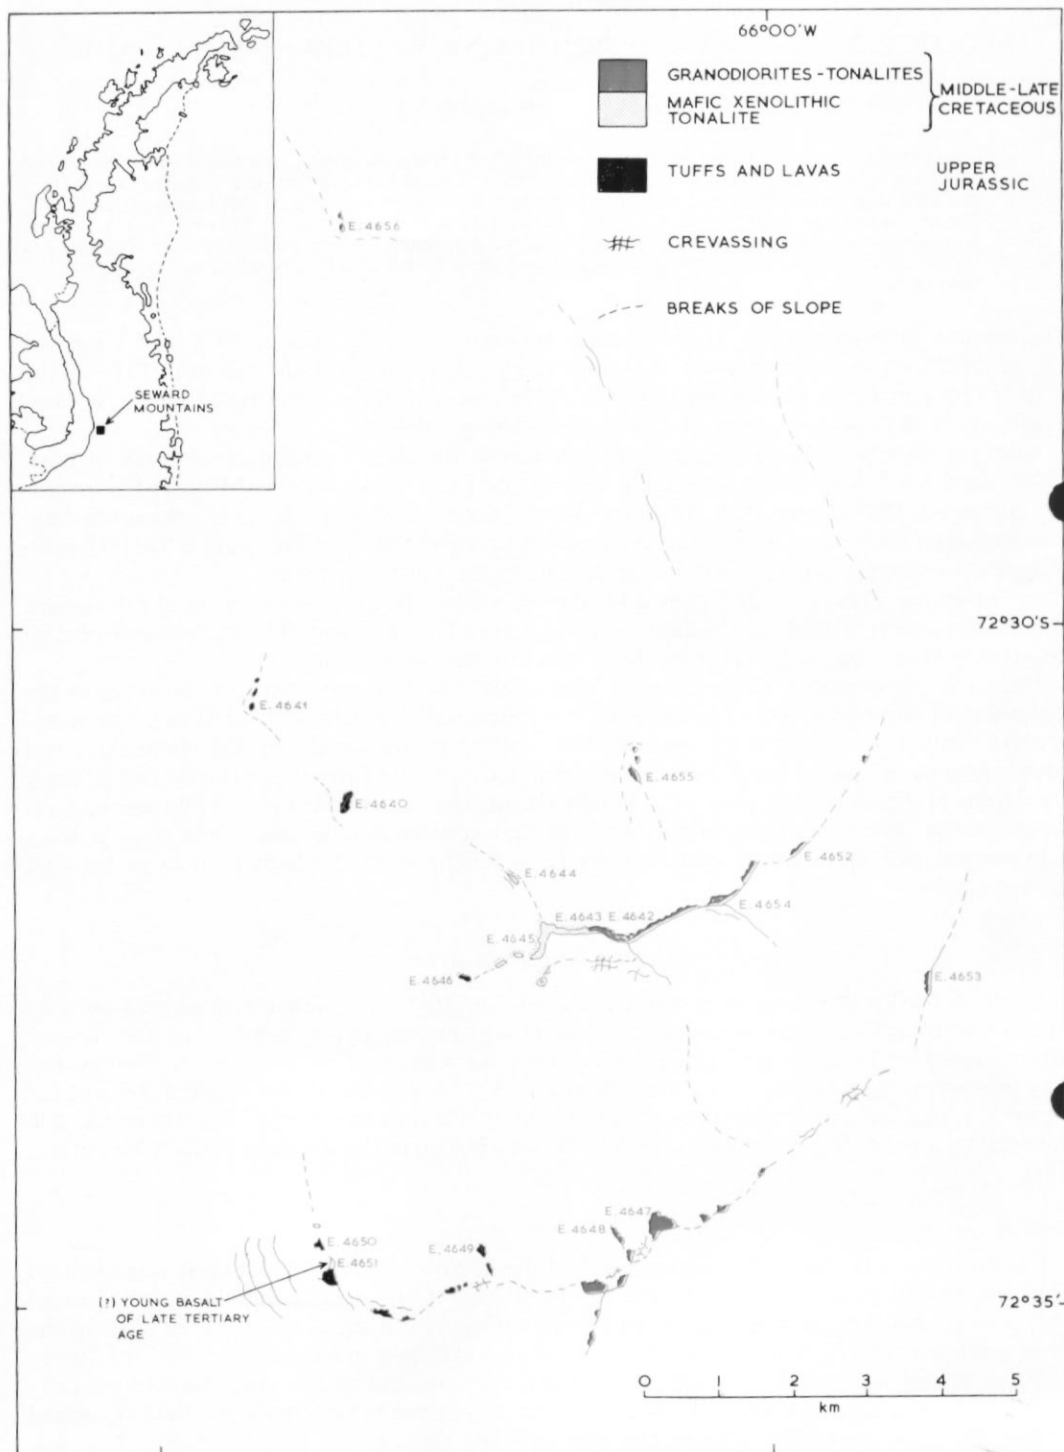 66°00'W
GRANODIORITES-TONALITES
MAFIC XENOLITHIC
TONALITE
MIDDLE-LATE
CRETACEOUS
TUFFS AND LAVAS
UPPER
JURASSIC
CREVASSING
BREAKS OF SLOPE
SEWARD
MOUNTAINS
E.4656
72°30'S
E.4641
E.4640
E.4655
E.4652
E.4644
E.4654
E.4643 E.4642
E.4645
E.4646
E.4653
E.4647
E.4648
E.4650
E.4649
E.4651
(?) YOUNG BASALT
OF LATE TERTIARY
AGE
72°35'
0 1 2 3 4 5
km